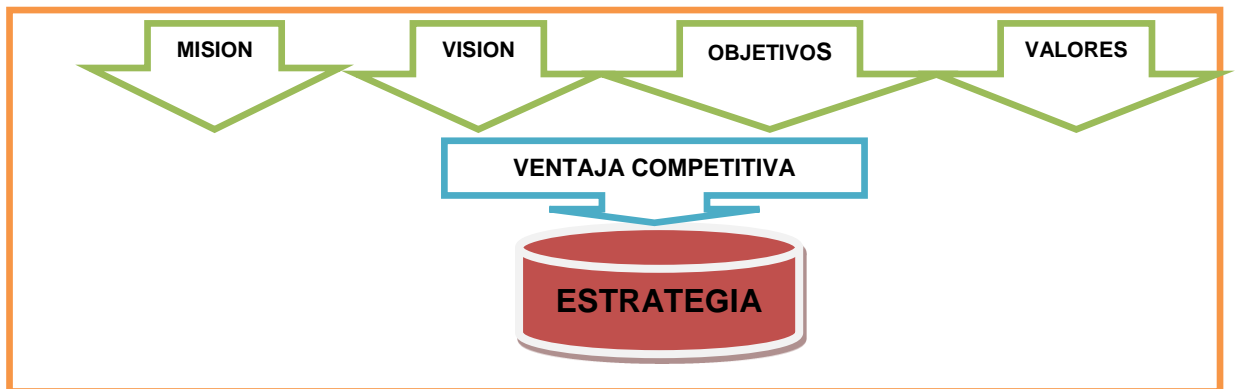 MISION
VISION
OBJETIVOS
VALORES
VENTAJA COMPETITIVA
ESTRATEGIA